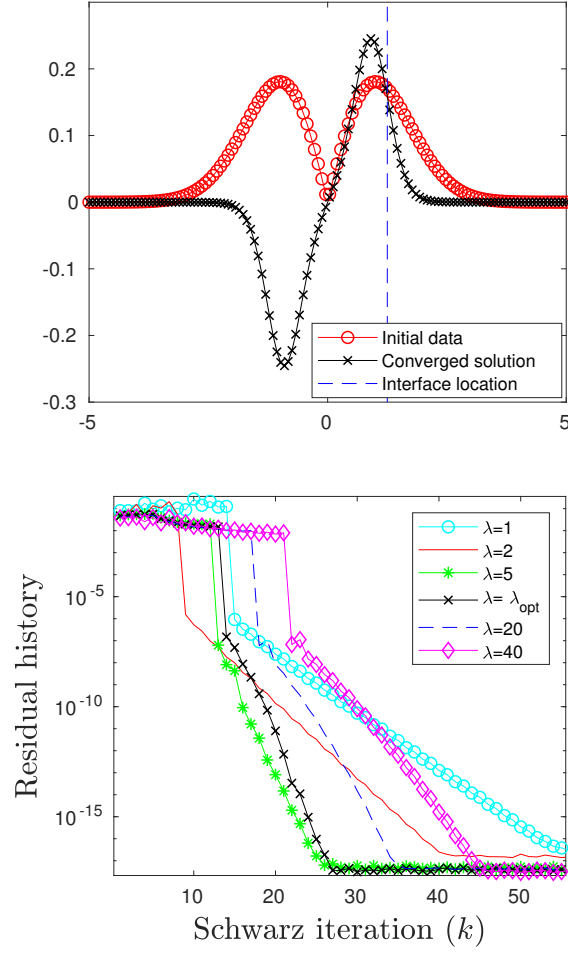 0.2
0.1
0
-0.1
-0.2
-0.3
-5
0
5
Initial data
Converged solution
Interface location
Residual history
10^-5
10^-10
10^-15
10
20
30
40
50
Schwarz iteration (k)
λ=1
λ=2
λ=5
λ= λ_opt
λ=20
λ=40